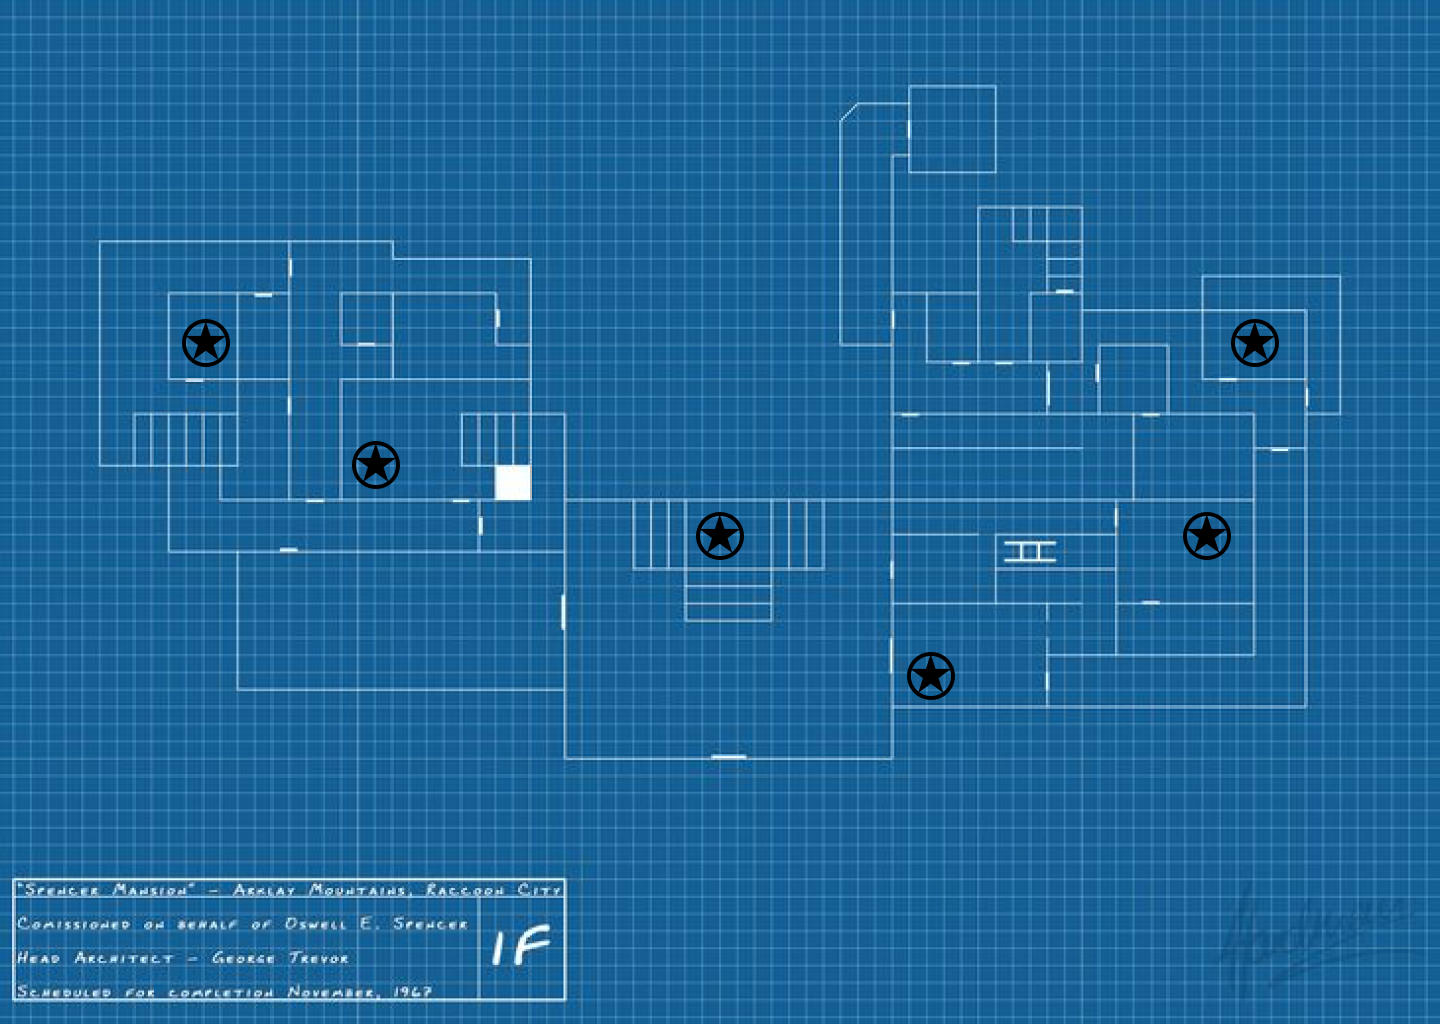 "Spencer Mansion" - Arklay Mountains, Raccoon City
Comissioned on behalf of Oswell E. Spencer
Head Architect - George Trevor
Scheduled for completion November, 1967
1F